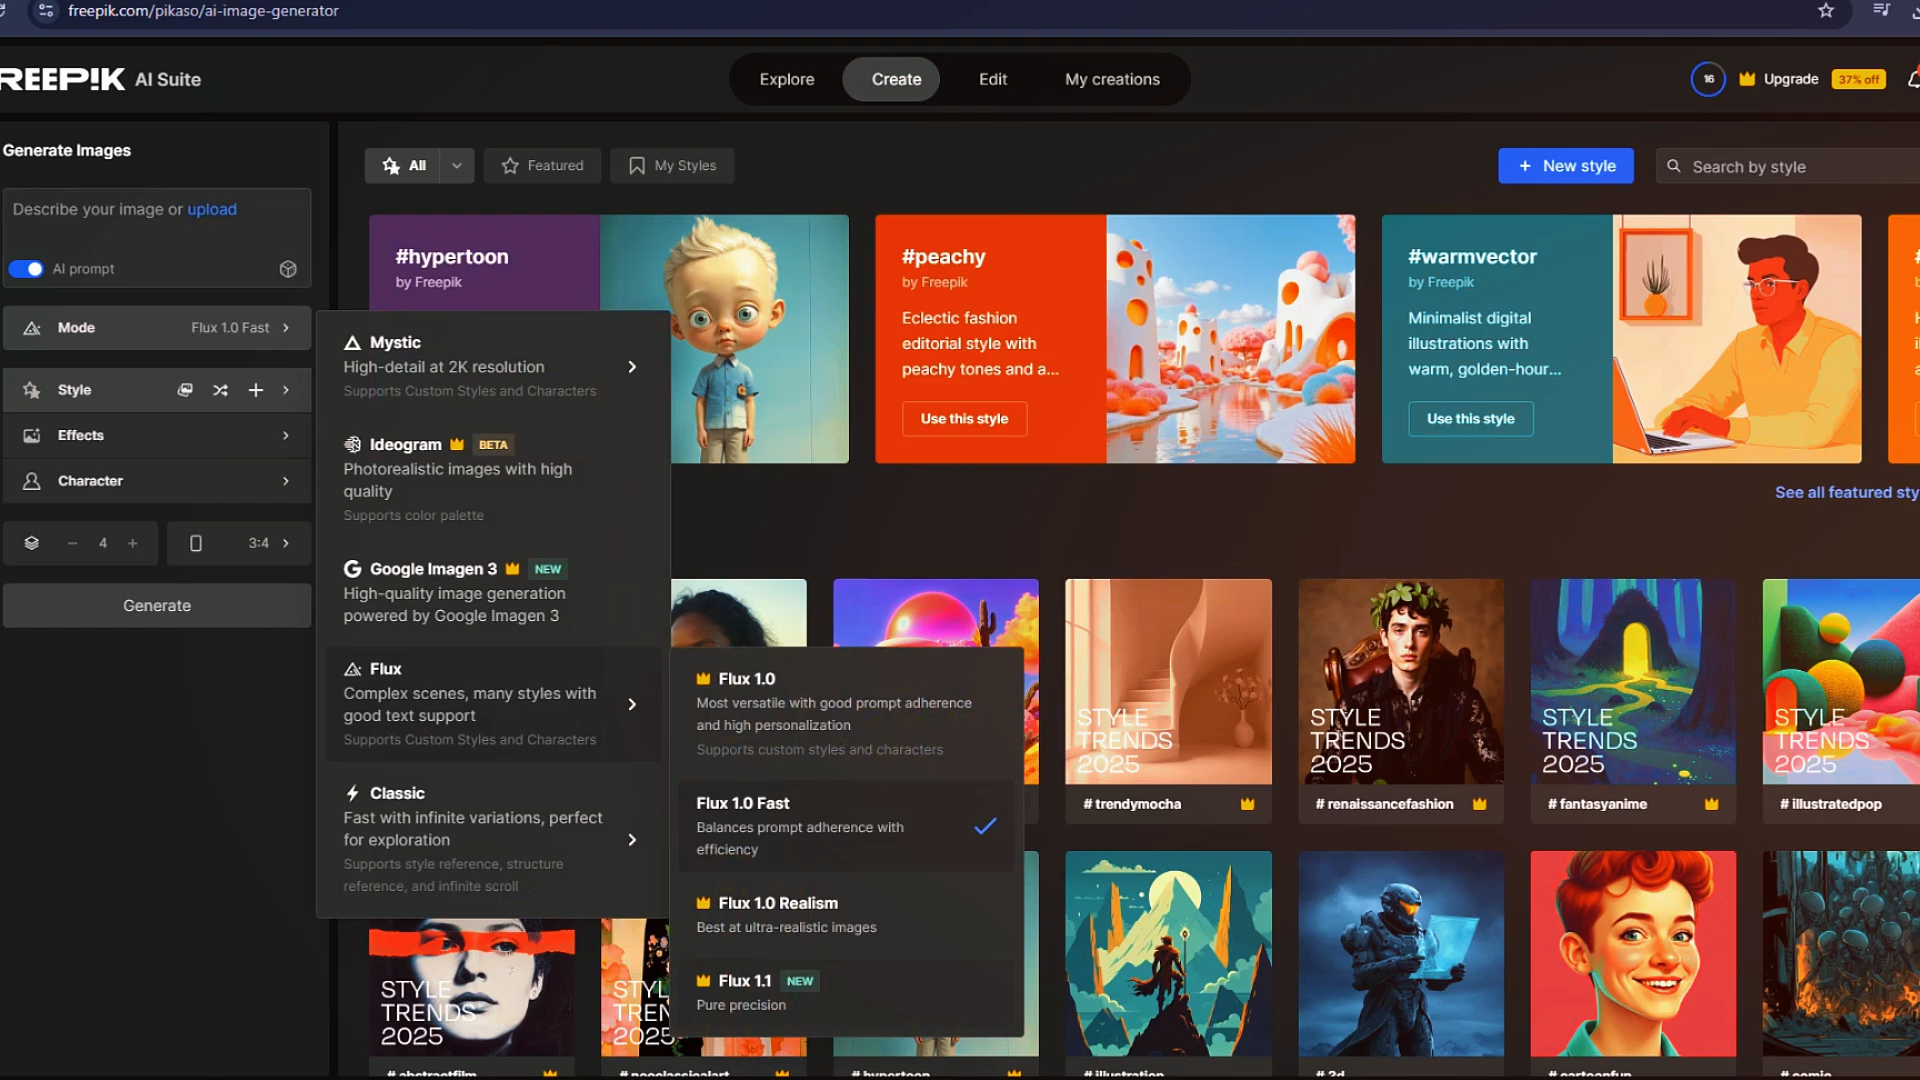 freepik.com/pikaso/ai-image-generator
REEP!K AI Suite
Explore
Create
Edit
My creations
16
Upgrade
37% off
Generate Images
Describe your image or upload
AI prompt
Mode
Flux 1.0 Fast
Style
Effects
Character
4
3:4
Generate
All
Featured
My Styles
+ New style
Search by style
#hypertoon
by Freepik
#peachy
by Freepik
Eclectic fashion
editorial style with
peachy tones and a...
Use this style
#warmvector
by Freepik
Minimalist digital
illustrations with
warm, golden-hour...
Use this style
See all featured sty
Mystic
High-detail at 2K resolution
Supports Custom Styles and Characters
Ideogram BETA
Photorealistic images with high
quality
Supports color palette
Google Imagen 3 NEW
High-quality image generation
powered by Google Imagen 3
Flux
Complex scenes, many styles with
good text support
Supports Custom Styles and Characters
Classic
Fast with infinite variations, perfect
for exploration
Supports style reference, structure
reference, and infinite scroll
Flux 1.0
Most versatile with good prompt adherence
and high personalization
Supports custom styles and characters
Flux 1.0 Fast
Balances prompt adherence with
efficiency
Flux 1.0 Realism
Best at ultra-realistic images
Flux 1.1 NEW
Pure precision
STYLE
TRENDS
2025
# trendymocha
STYLE
TRENDS
2025
# renaissancefashion
STYLE
TRENDS
2025
# fantasyanime
STYLE
TRENDS
2025
# illustratedpop
STYLE
TRENDS
2025
# abstractfilm
STYL
TREN
2025
# neoclassicalart
# hypertoon
# illustration
# 3d
# cartoonfun
# comic